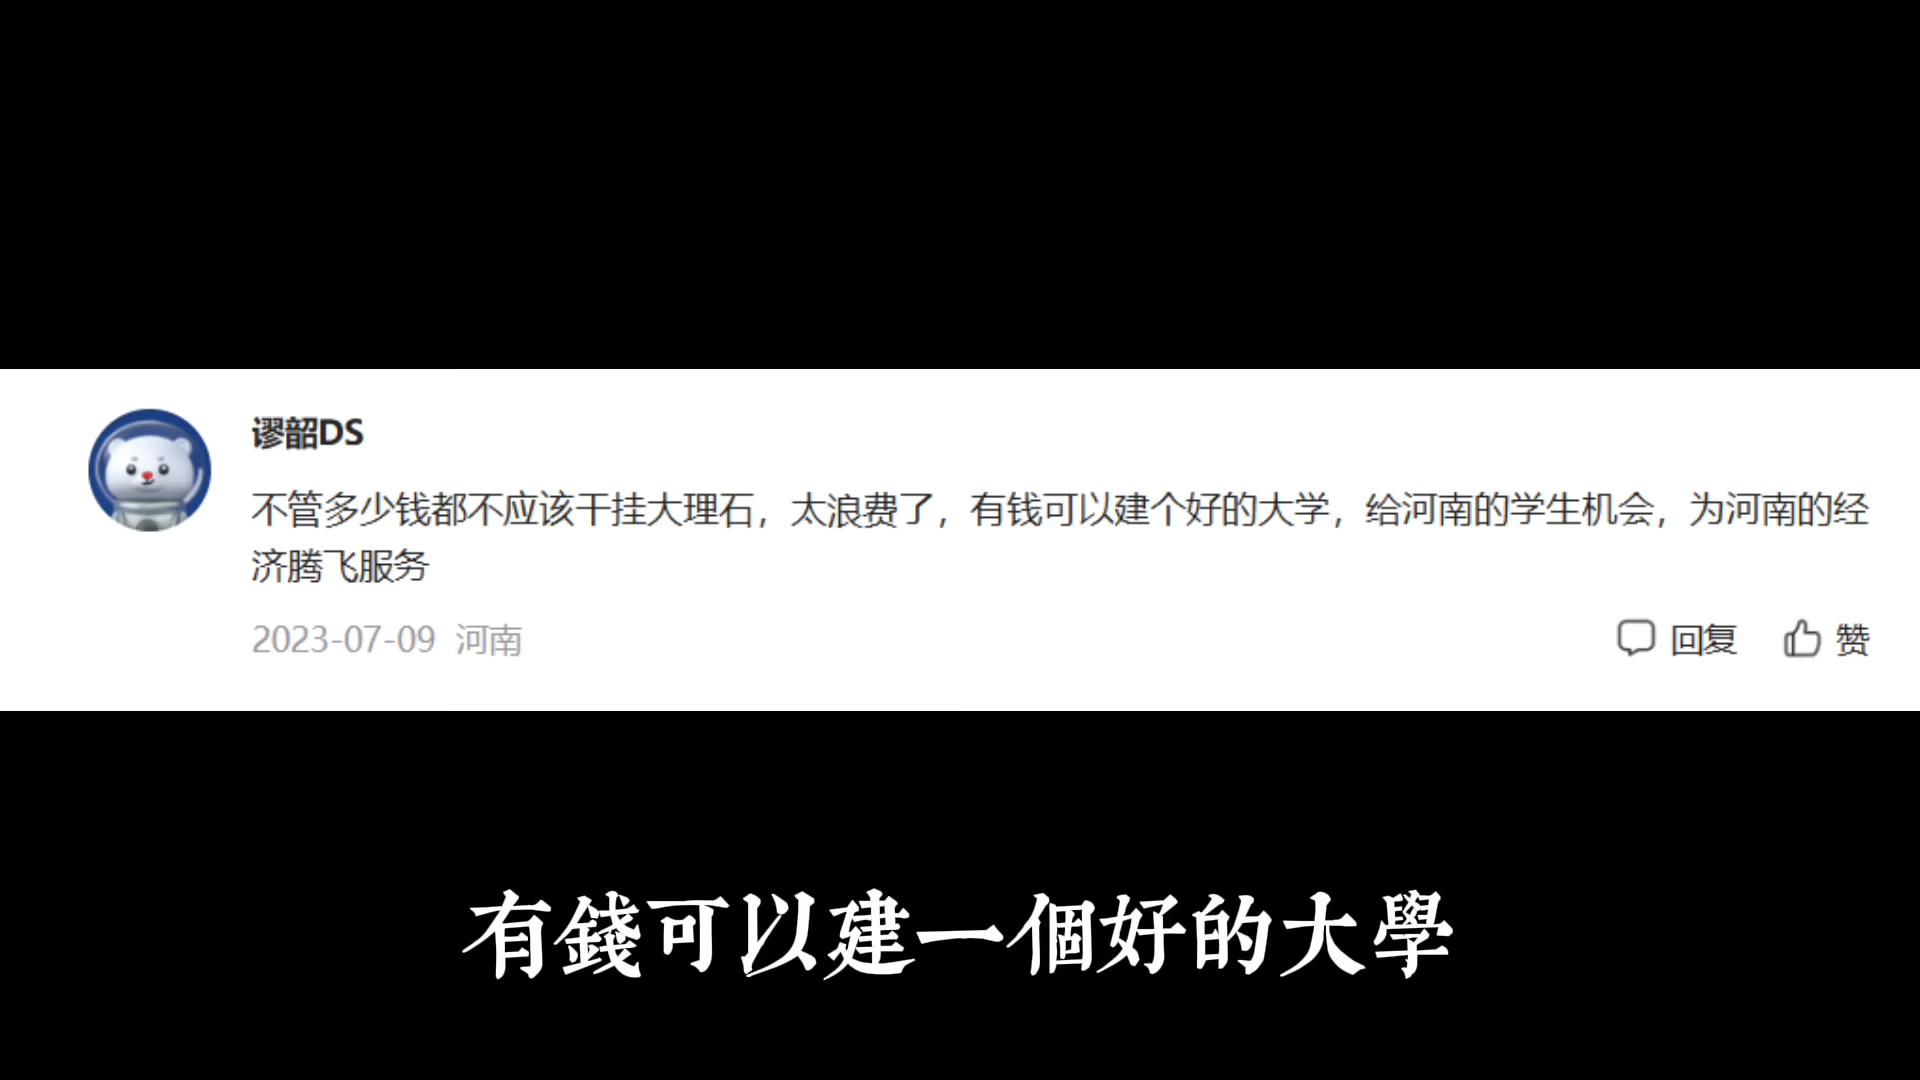 谬韶DS
不管多少钱都不应该干挂大理石，太浪费了，有钱可以建个好的大学，给河南的学生机会，为河南的经
济腾飞服务
2023-07-09 河南
回复 赞
有錢可以建一個好的大學